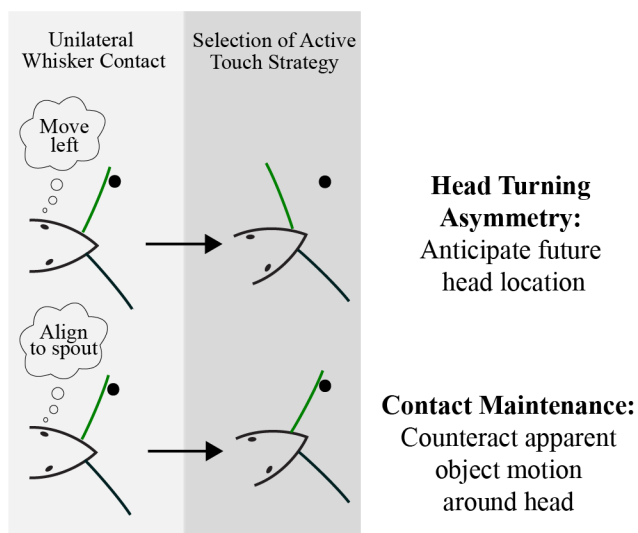 Unilateral
Whisker Contact
Selection of Active
Touch Strategy
Move
left
Head Turning
Asymmetry:
Anticipate future
head location
Align
to spout
Contact Maintenance:
Counteract apparent
object motion
around head